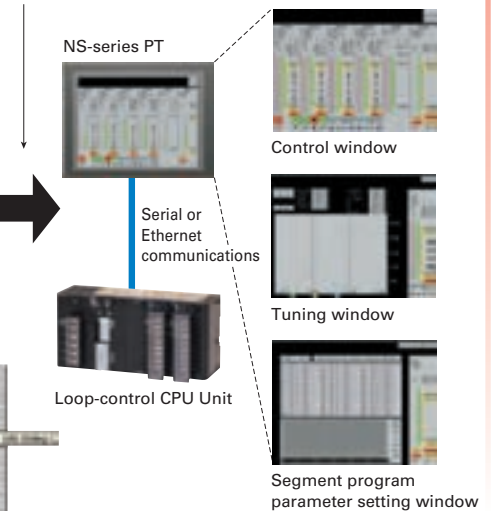 NS-series PT
Control window
Serial or
Ethernet
communications
Tuning window
Loop-control CPU Unit
Segment program
parameter setting window